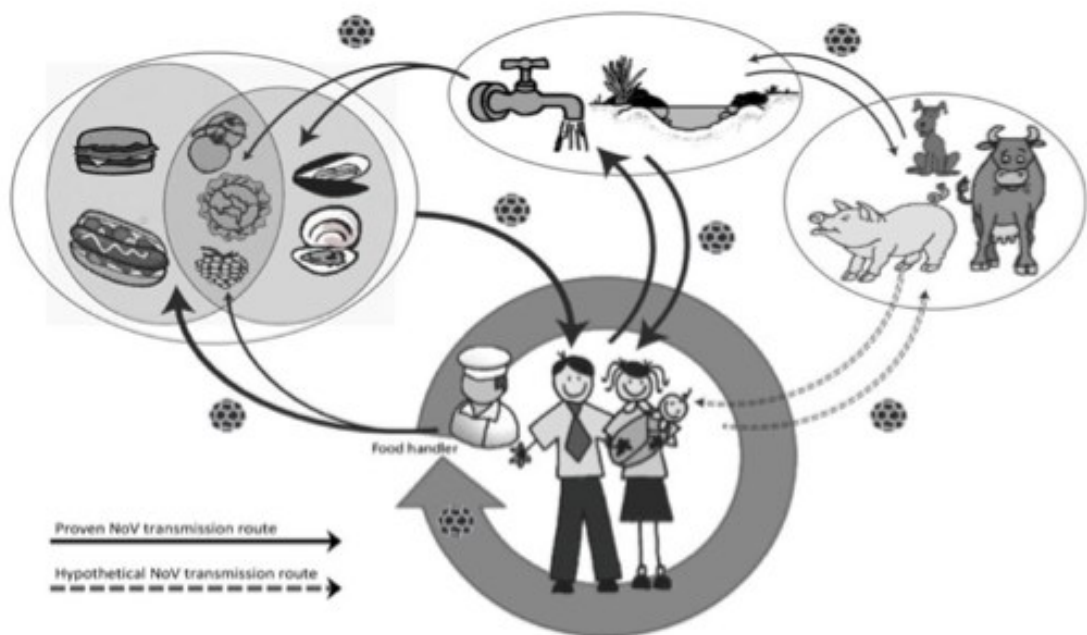 Food handler
Proven NoV transmission route
Hypothetical NoV transmission route